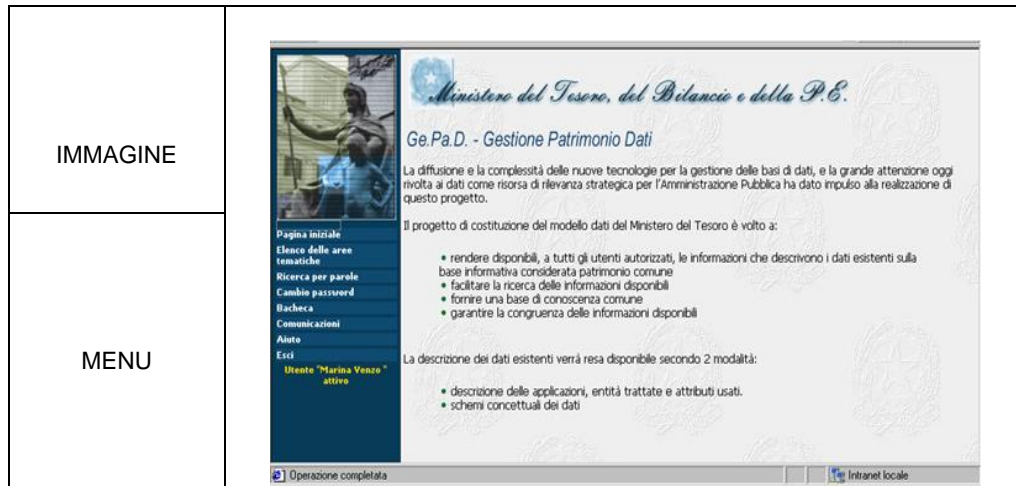 IMMAGINE
MENU
Ministero del Tesoro, del Bilancio e della P.E.
Ge.Pa.D. - Gestione Patrimonio Dati
La diffusione e la complessità delle nuove tecnologie per la gestione delle basi di dati, e la grande attenzione oggi
rivolta ai dati come risorsa di rilevanza strategica per l'Amministrazione Pubblica ha dato impulso alla realizzazione di
questo progetto.
Il progetto di costituzione del modello dati del Ministero del Tesoro è volto a:
• rendere disponibili, a tutti gli utenti autorizzati, le informazioni che descrivono i dati esistenti sulla
base informativa considerata patrimonio comune
• facilitare la ricerca delle informazioni disponibili
• fornire una base di conoscenza comune
• garantire la congruenza delle informazioni disponibili
La descrizione dei dati esistenti verrà resa disponibile secondo 2 modalità:
• descrizione delle applicazioni, entità trattate e attributi usati.
• schemi concettuali dei dati
Pagina iniziale
Elenco delle aree
tematiche
Ricerca per parole
Cambio password
Bacheca
Comunicazioni
Aiuto
Esci
Utente "Marina Venzo "
attivo
Operazione completata
Intranet locale